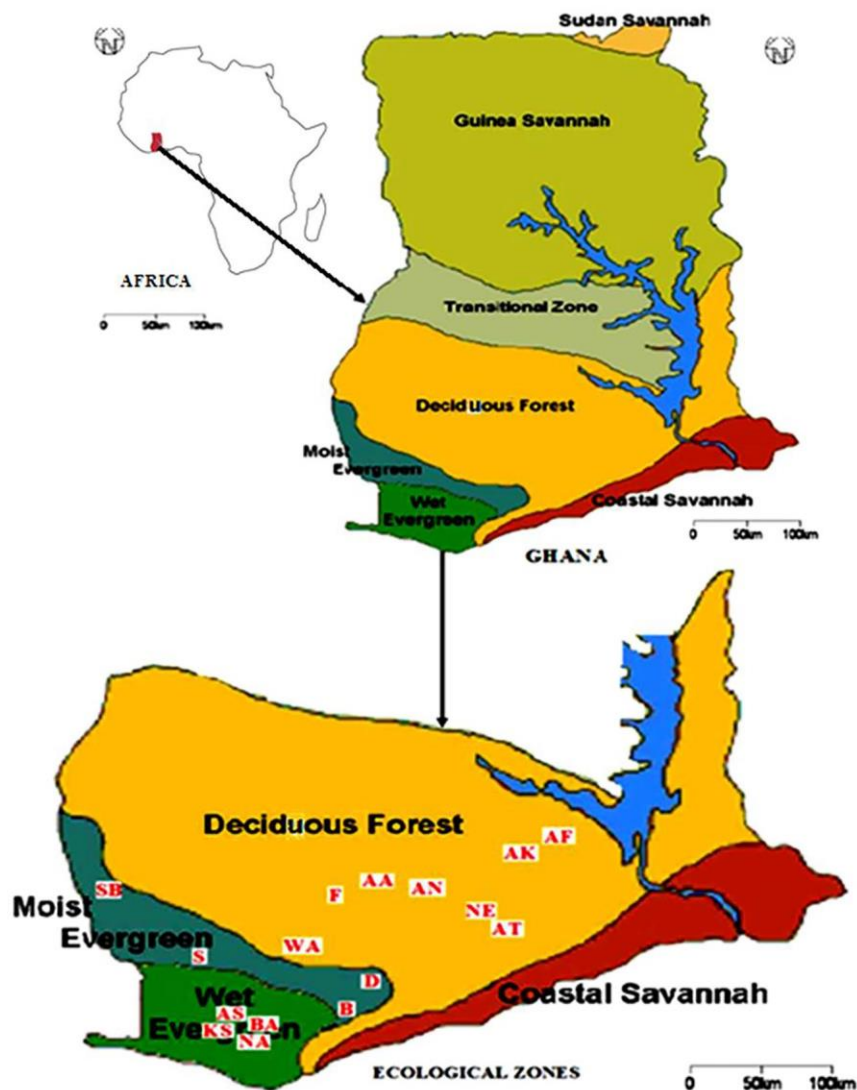 Sudan Savannah
N
N
Guinea Savannah
AFRICA
0 50km 100km
Transitional Zone
Deciduous Forest
Moist
Evergreen
Wet
Evergreen
Coastal Savannah
0 50km 100km
GHANA
Deciduous Forest
AF
AK
AA
AN
F
SB
NE
AT
Moist
Evergreen
WA
S
D
B
Wet
Evergreen
AS
BA
KS
NA
Coastal Savannah
ECOLOGICAL ZONES
0 50km 100km